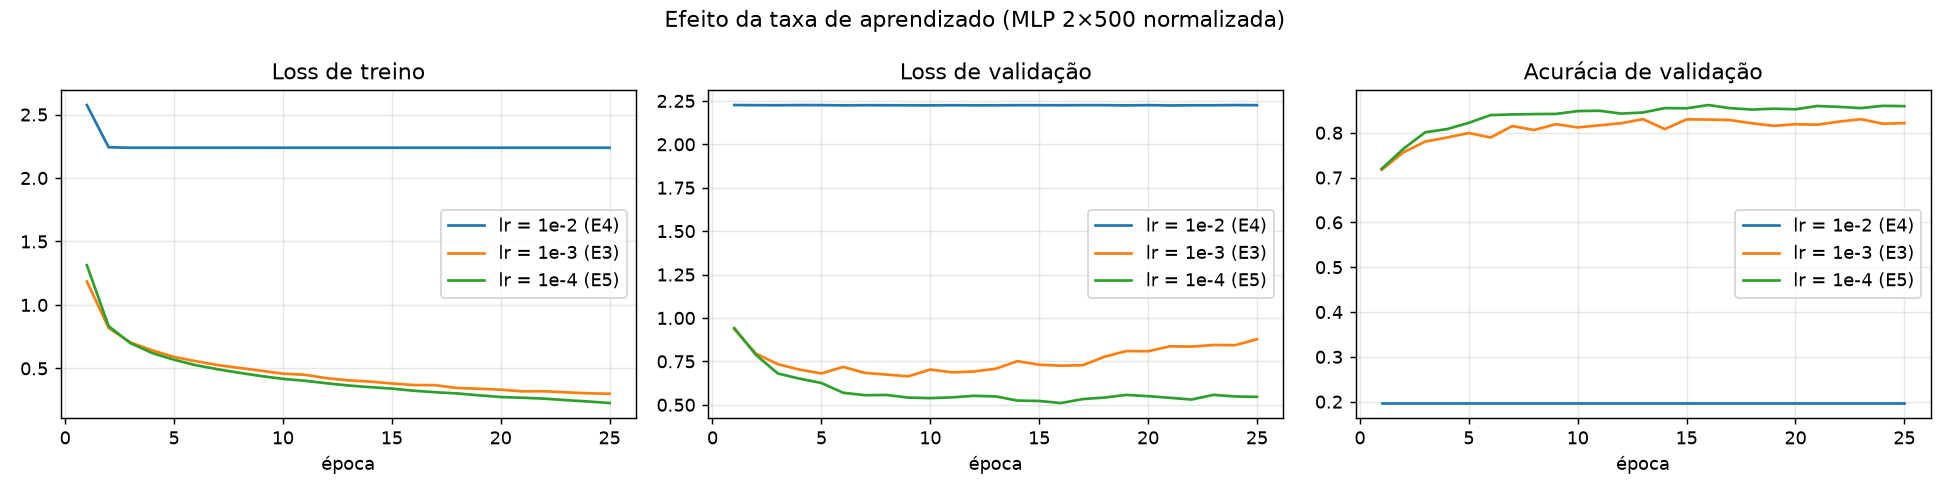 Efeito da taxa de aprendizado (MLP 2×500 normalizada)
Loss de treino
2.5
2.0
1.5
1.0
0.5
0 5 10 15 20 25
época
lr = 1e-2 (E4)
lr = 1e-3 (E3)
lr = 1e-4 (E5)
Loss de validação
2.25
2.00
1.75
1.50
1.25
1.00
0.75
0.50
0 5 10 15 20 25
época
lr = 1e-2 (E4)
lr = 1e-3 (E3)
lr = 1e-4 (E5)
Acurácia de validação
0.8
0.7
0.6
0.5
0.4
0.3
0.2
0 5 10 15 20 25
época
lr = 1e-2 (E4)
lr = 1e-3 (E3)
lr = 1e-4 (E5)